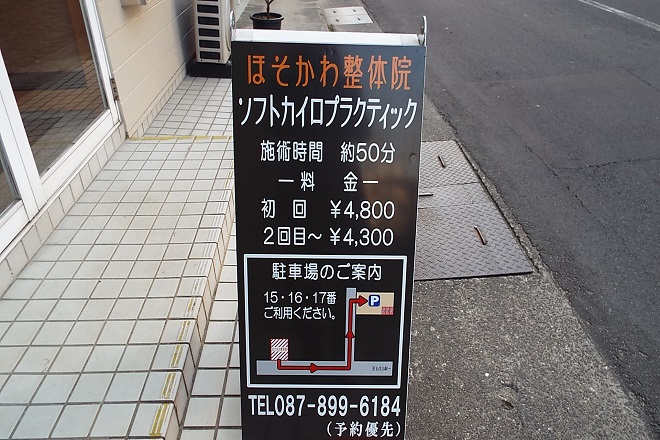 ほそかわ整体院
ソフトカイロプラクティック
施術時間 約50分
ー料 金ー
初 回 ¥4,800
2回目〜¥4,300
駐車場のご案内
15・16・17番
ご利用ください。
P
TEL087-899-6184
(予約優先)